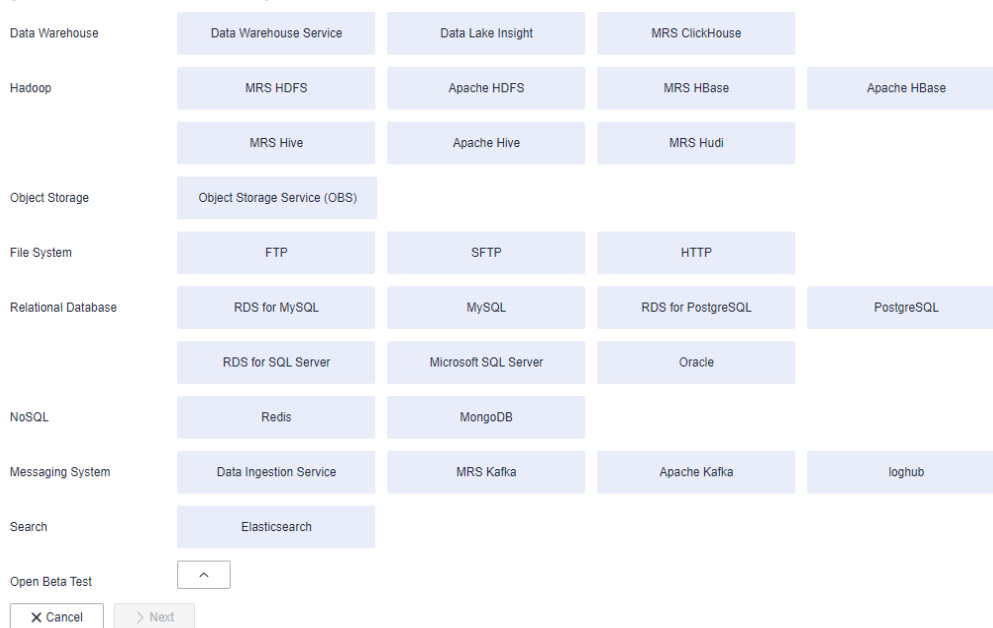 Data Warehouse Data Warehouse Service Data Lake Insight MRS ClickHouse
Hadoop MRS HDFS Apache HDFS MRS HBase Apache HBase
MRS Hive Apache Hive MRS Hudi
Object Storage Object Storage Service (OBS)
File System FTP SFTP HTTP
Relational Database RDS for MySQL MySQL RDS for PostgreSQL PostgreSQL
RDS for SQL Server Microsoft SQL Server Oracle
NoSQL Redis MongoDB
Messaging System Data Ingestion Service MRS Kafka Apache Kafka loghub
Search Elasticsearch
Open Beta Test
Cancel Next